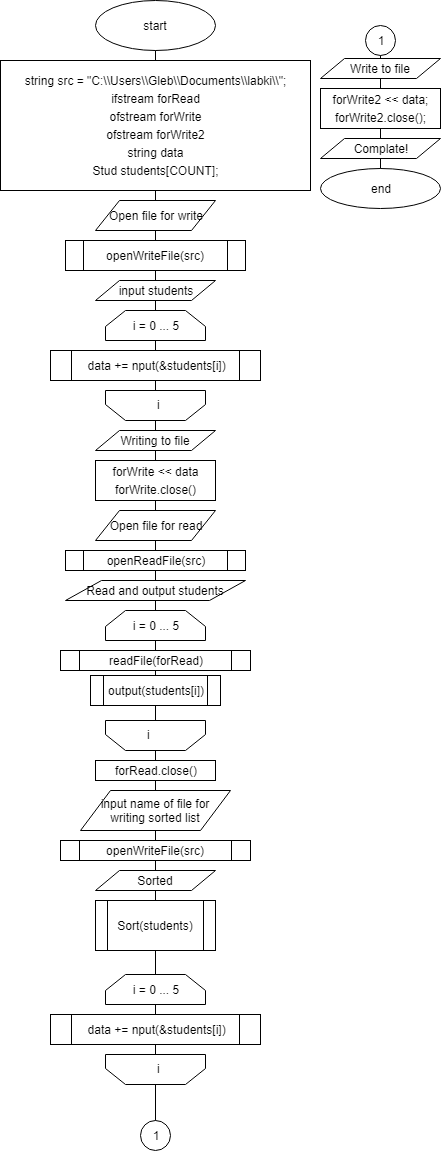 start
string src = "C:\\Users\\Gleb\\Documents\\labki\\";
ifstream forRead
ofstream forWrite
ofstream forWrite2
string data
Stud students[COUNT];
Open file for write
openWriteFile(src)
input students
i = 0 ... 5
data += nput(&students[i])
i
Writing to file
forWrite << data
forWrite.close()
Open file for read
openReadFile(src)
Read and output students
i = 0 ... 5
readFile(forRead)
output(students[i])
i
forRead.close()
input name of file for
writing sorted list
openWriteFile(src)
Sorted
Sort(students)
i = 0 ... 5
data += nput(&students[i])
i
1
1
Write to file
forWrite2 << data;
forWrite2.close();
Complate!
end